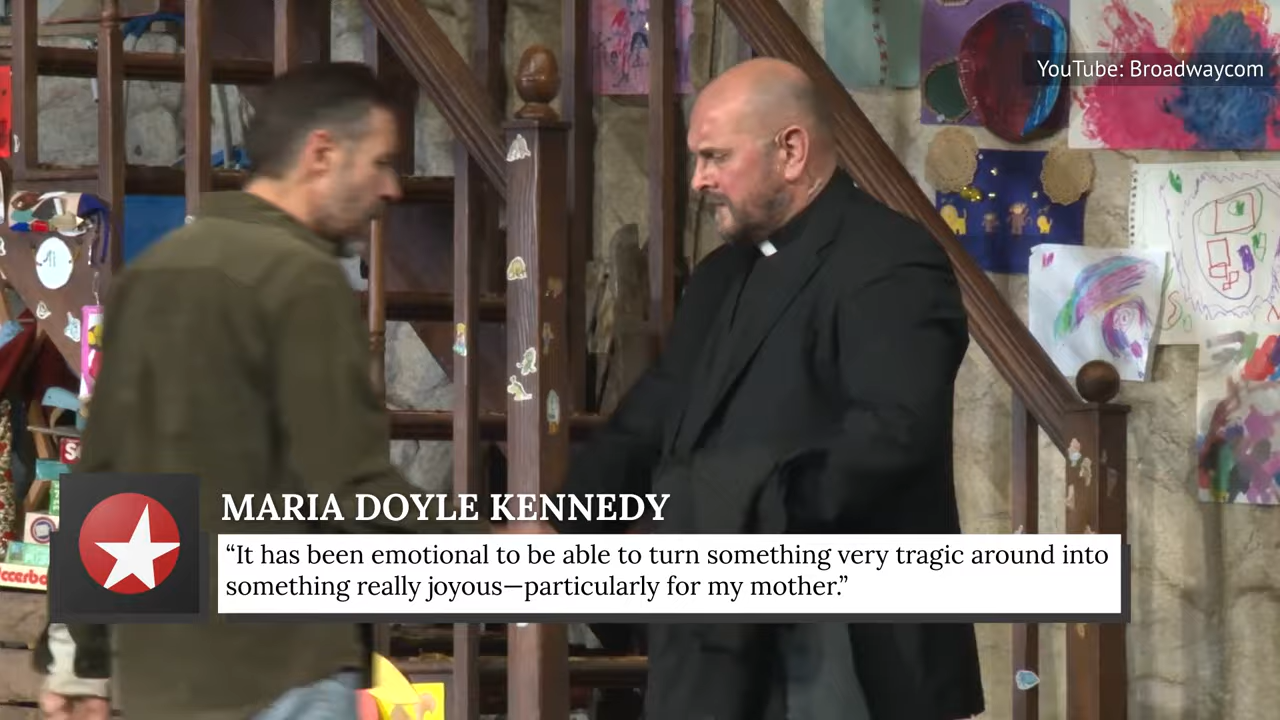 YouTube: Broadwaycom
MARIA DOYLE KENNEDY
“It has been emotional to be able to turn something very tragic around into
something really joyous—particularly for my mother.”